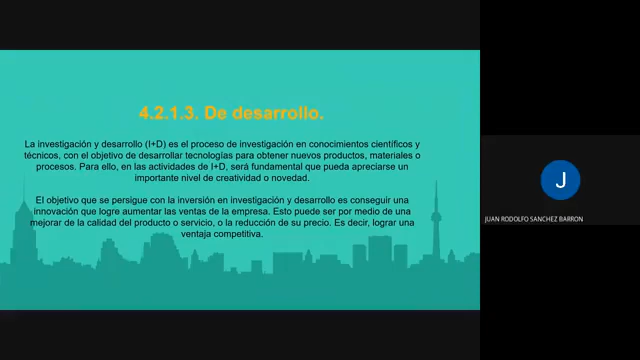 4.2.1.3. De desarrollo.
La investigación y desarrollo (I+D) es el proceso de investigación en conocimientos científicos y
técnicos, con el objetivo de desarrollar tecnologías para obtener nuevos productos, materiales o
procesos. Para ello, en las actividades de I+D, será fundamental que pueda apreciarse un
importante nivel de creatividad o novedad.
El objetivo que se persigue con la inversión en investigación y desarrollo es conseguir una
innovación que logre aumentar las ventas de la empresa. Esto puede ser por medio de una
mejorar de la calidad del producto o servicio, o la reducción de su precio. Es decir, lograr una
ventaja competitiva.
J
JUAN RODOLFO SANCHEZ BARRON